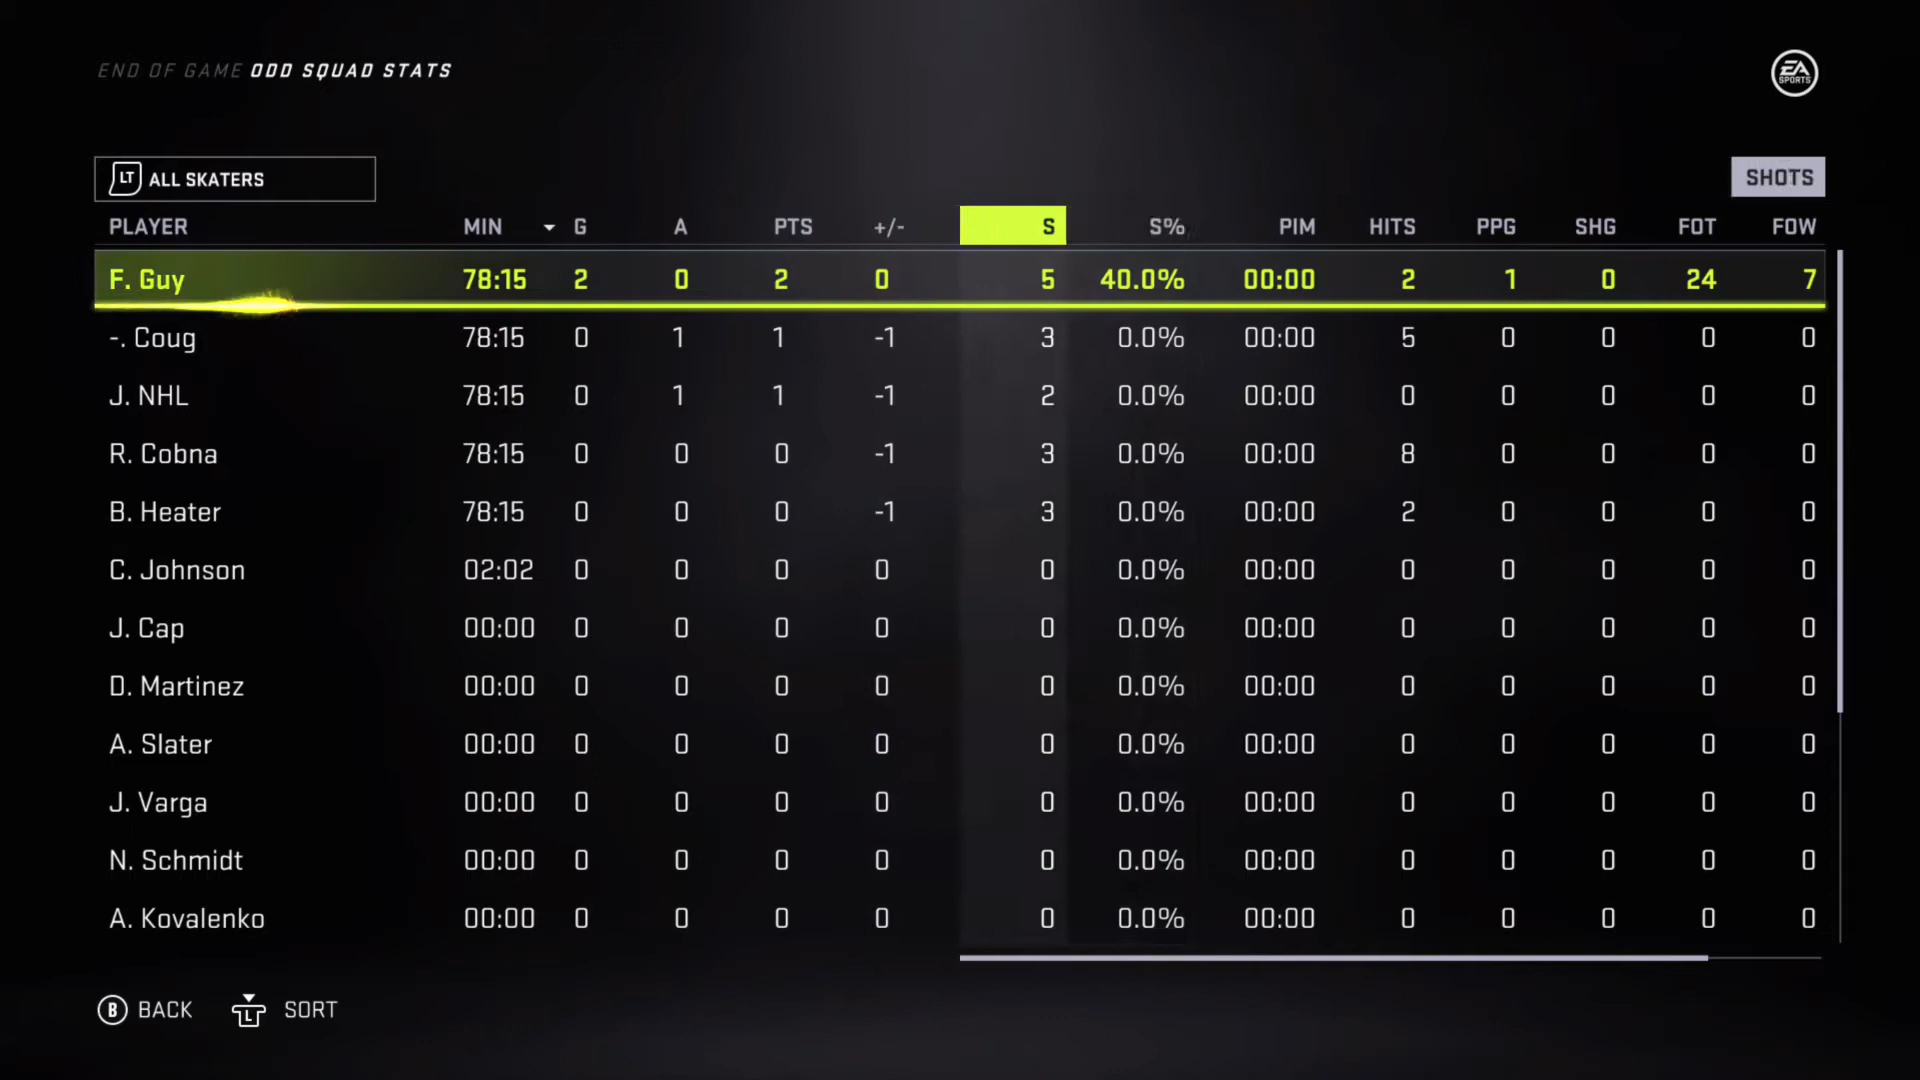 END OF GAME ODD SQUAD STATS
EA SPORTS
LT ALL SKATERS
SHOTS
PLAYER MIN G A PTS +/- S S% PIM HITS PPG SHG FOT FOW
F. Guy 78:15 2 0 2 0 5 40.0% 00:00 2 1 0 24 7
-. Coug 78:15 0 1 1 -1 3 0.0% 00:00 5 0 0 0 0
J. NHL 78:15 0 1 1 -1 2 0.0% 00:00 0 0 0 0 0
R. Cobna 78:15 0 0 0 -1 3 0.0% 00:00 8 0 0 0 0
B. Heater 78:15 0 0 0 -1 3 0.0% 00:00 2 0 0 0 0
C. Johnson 02:02 0 0 0 0 0 0.0% 00:00 0 0 0 0 0
J. Cap 00:00 0 0 0 0 0 0.0% 00:00 0 0 0 0 0
D. Martinez 00:00 0 0 0 0 0 0.0% 00:00 0 0 0 0 0
A. Slater 00:00 0 0 0 0 0 0.0% 00:00 0 0 0 0 0
J. Varga 00:00 0 0 0 0 0 0.0% 00:00 0 0 0 0 0
N. Schmidt 00:00 0 0 0 0 0 0.0% 00:00 0 0 0 0 0
A. Kovalenko 00:00 0 0 0 0 0 0.0% 00:00 0 0 0 0 0
B BACK L SORT